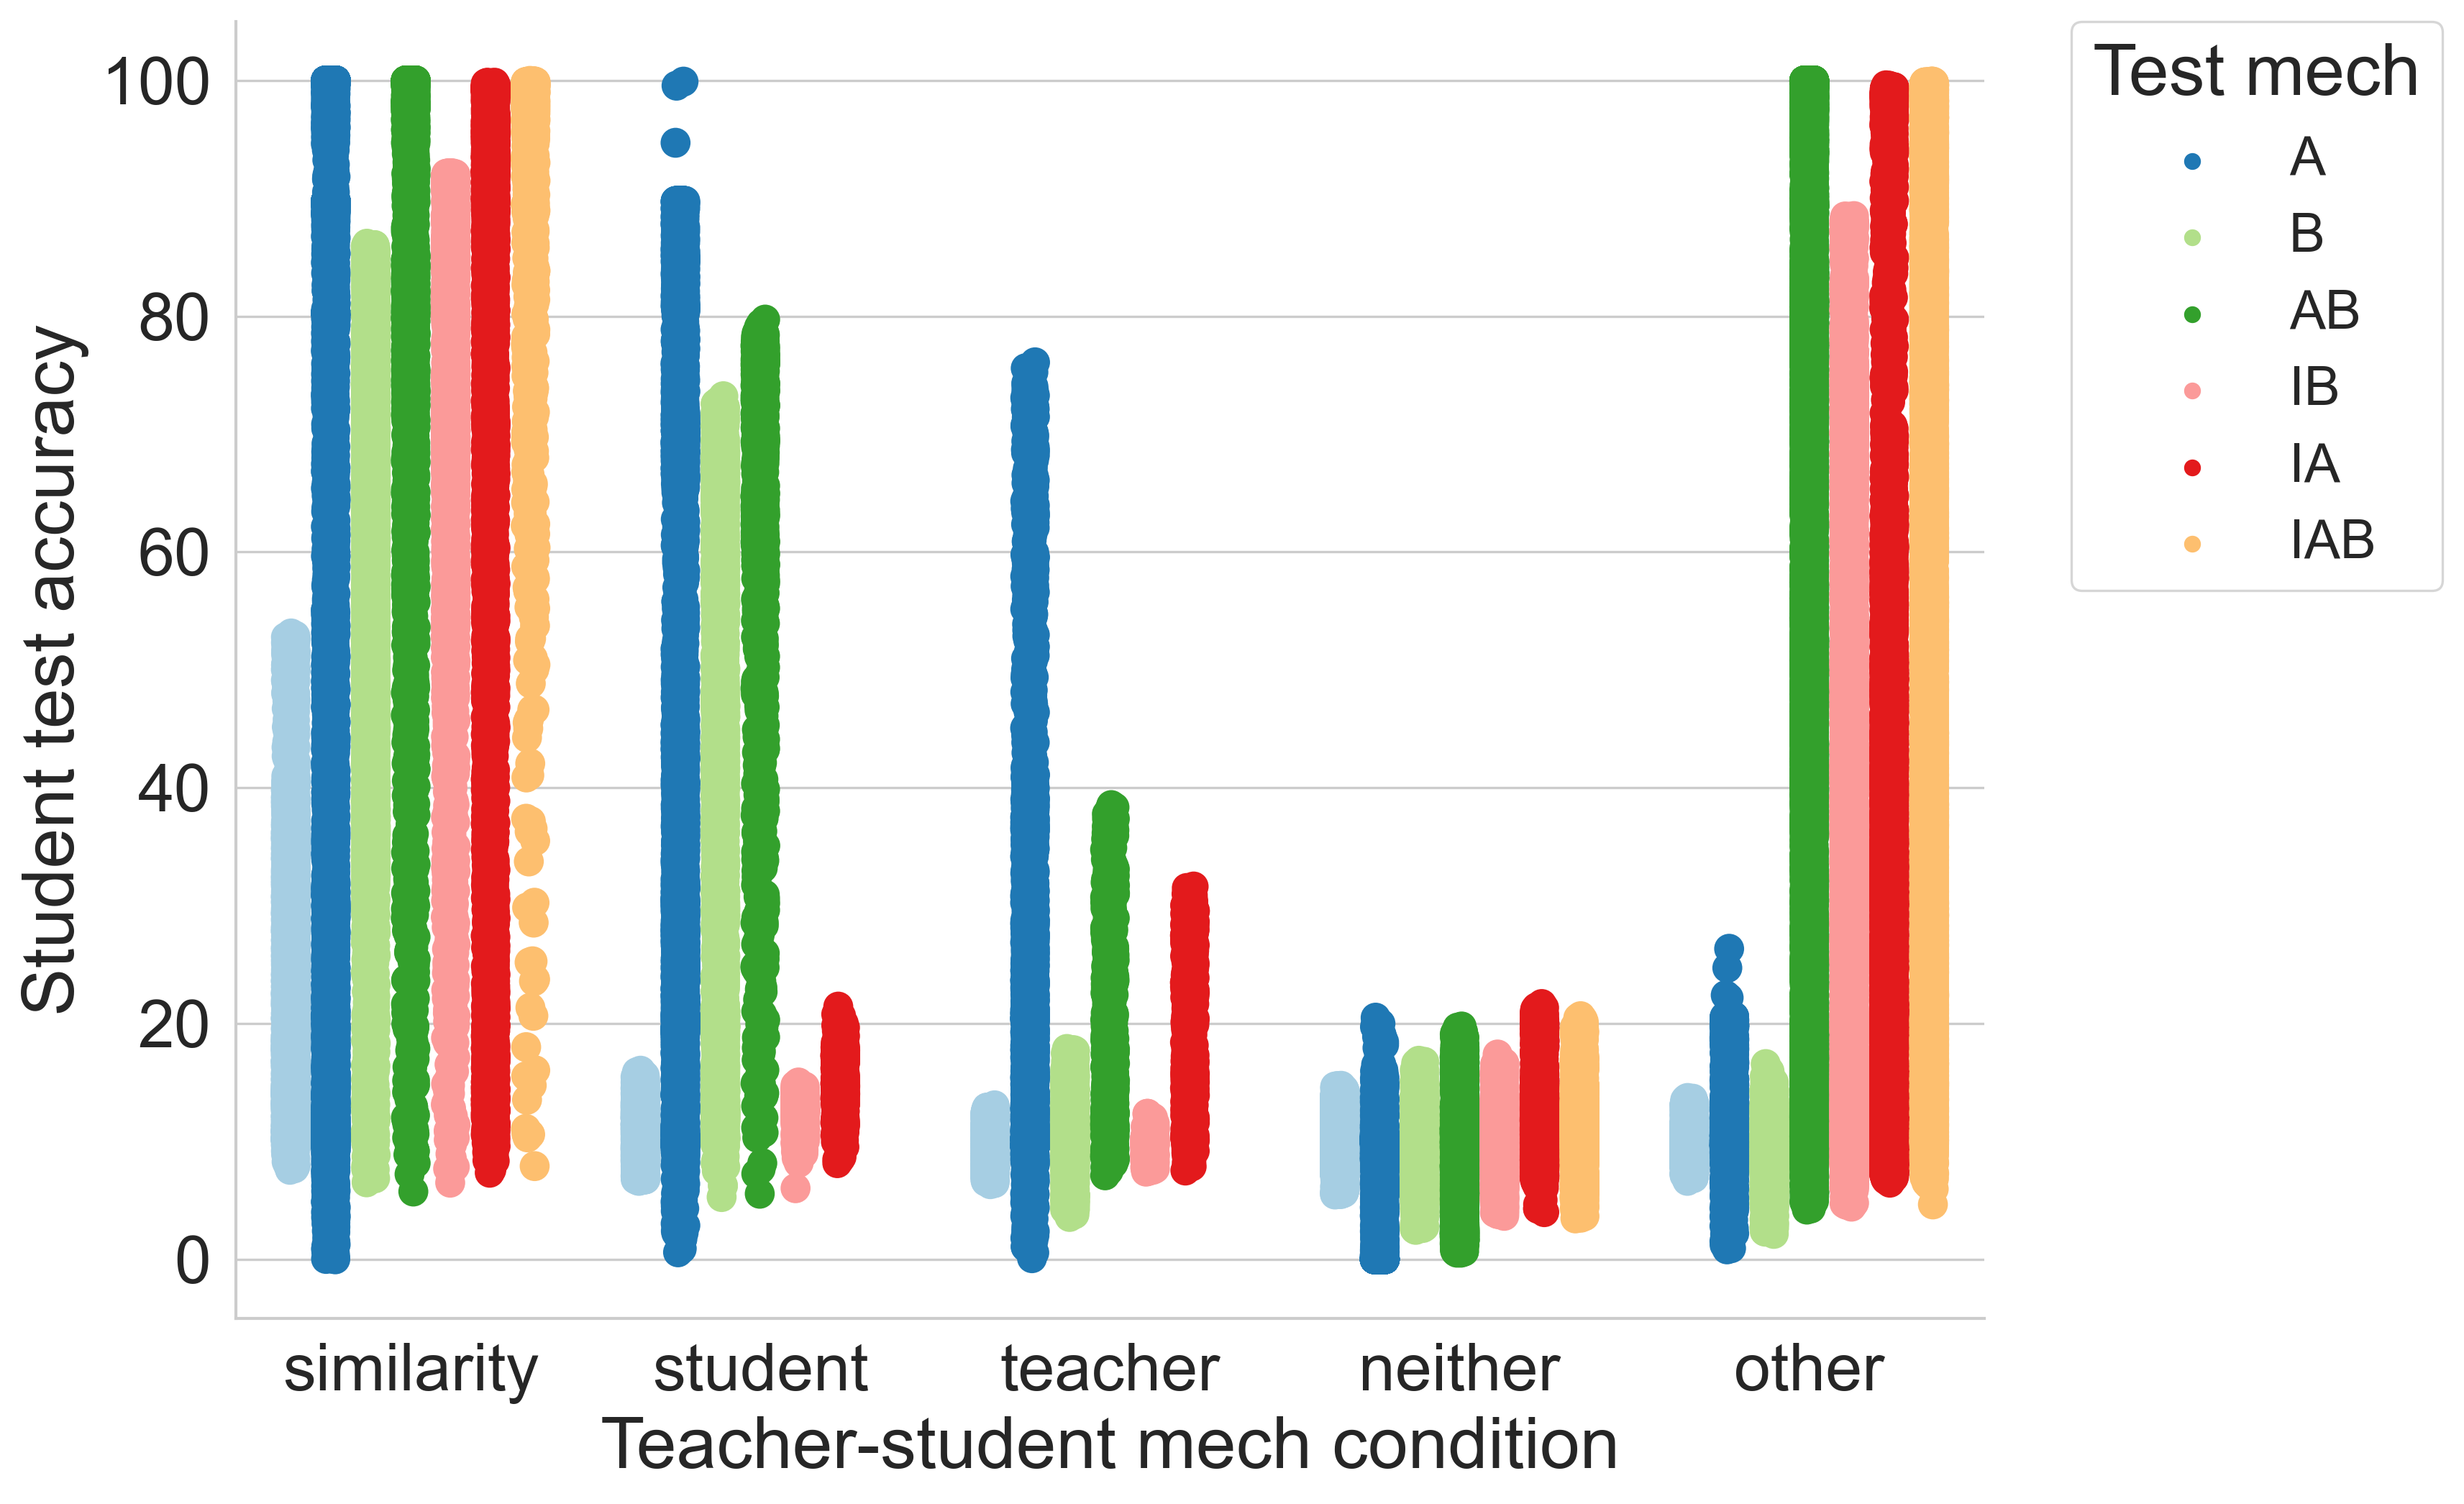 Student test accuracy
100
80
60
40
20
0
similarity student teacher neither other
Teacher-student mech condition
Test mech
A
B
AB
IB
IA
IAB